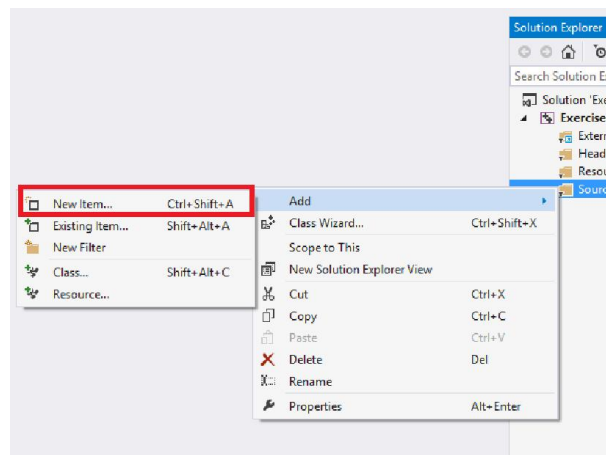 Solution Explorer
Search Solution E
Solution 'Exe
Exercise
Extern
Head
Resou
Sourc
New Item... Ctrl+Shift+A
Existing Item... Shift+Alt+A
New Filter
Class... Shift+Alt+C
Resource...
Add
Class Wizard... Ctrl+Shift+X
Scope to This
New Solution Explorer View
Cut Ctrl+X
Copy Ctrl+C
Paste Ctrl+V
Delete Del
Rename
Properties Alt+Enter